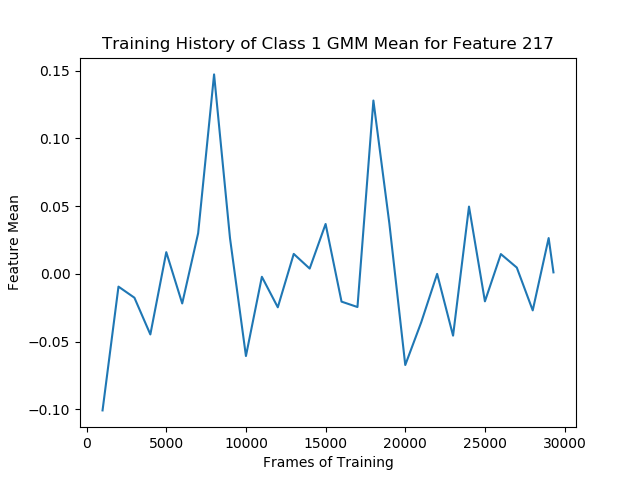 Training History of Class 1 GMM Mean for Feature 217
0.15
0.10
0.05
0.00
−0.05
−0.10
Feature Mean
0 5000 10000 15000 20000 25000 30000
Frames of Training